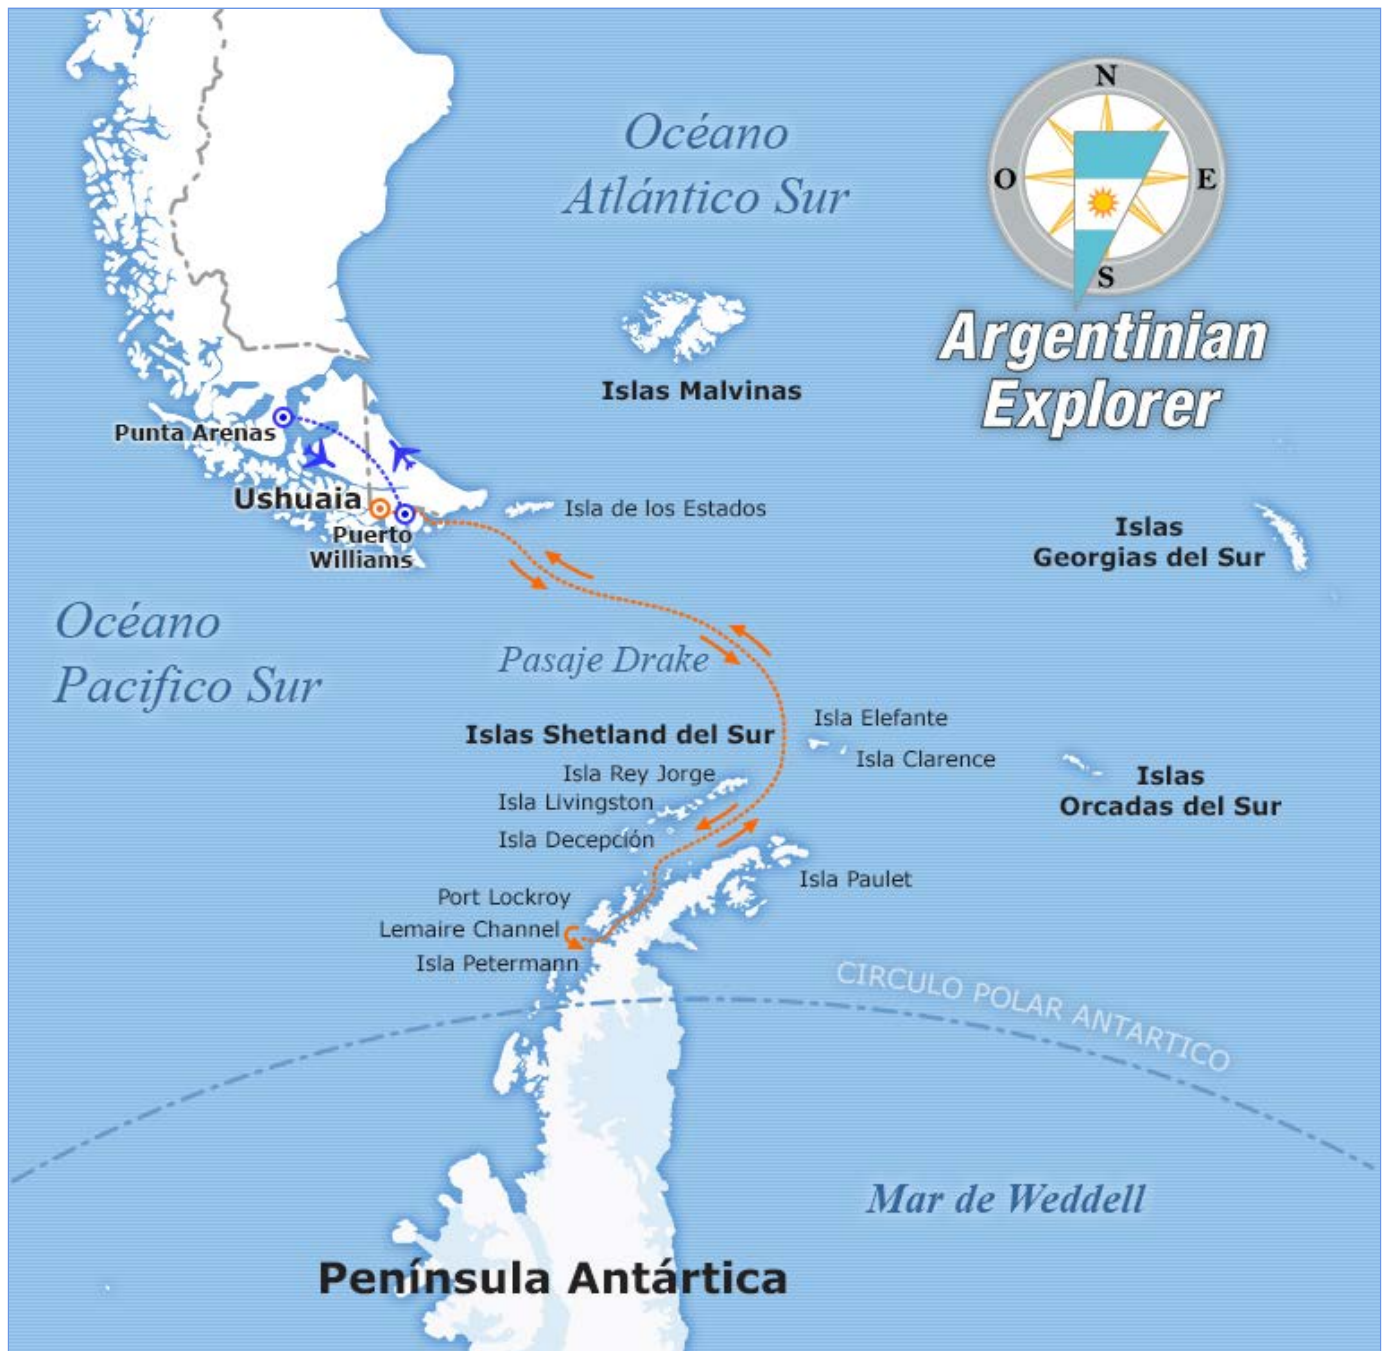 N
Océano
Atlántico Sur
O
E
S
Argentinian
Explorer
Islas Malvinas
Punta Arenas
Ushuaia
Isla de los Estados
Puerto
Williams
Islas
Georgias del Sur
Océano
Pacifico Sur
Pasaje Drake
Isla Elefante
Islas Shetland del Sur
Isla Clarence
Isla Rey Jorge
Islas
Orcadas del Sur
Isla Livingston
Isla Decepción
Isla Paulet
Port Lockroy
Lemaire Channel
Isla Petermann
CIRCULO POLAR ANTARTICO
Mar de Weddell
Península Antártica